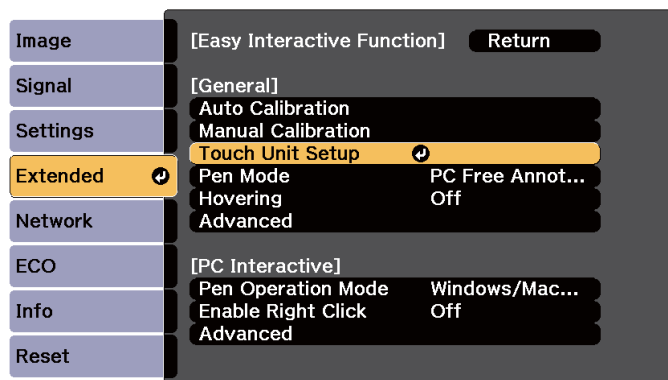 Image
Signal
Settings
Extended
Network
ECO
Info
Reset
[Easy Interactive Function] Return
[General]
Auto Calibration
Manual Calibration
Touch Unit Setup
Pen Mode PC Free Annot...
Hovering Off
Advanced
[PC Interactive]
Pen Operation Mode Windows/Mac...
Enable Right Click Off
Advanced